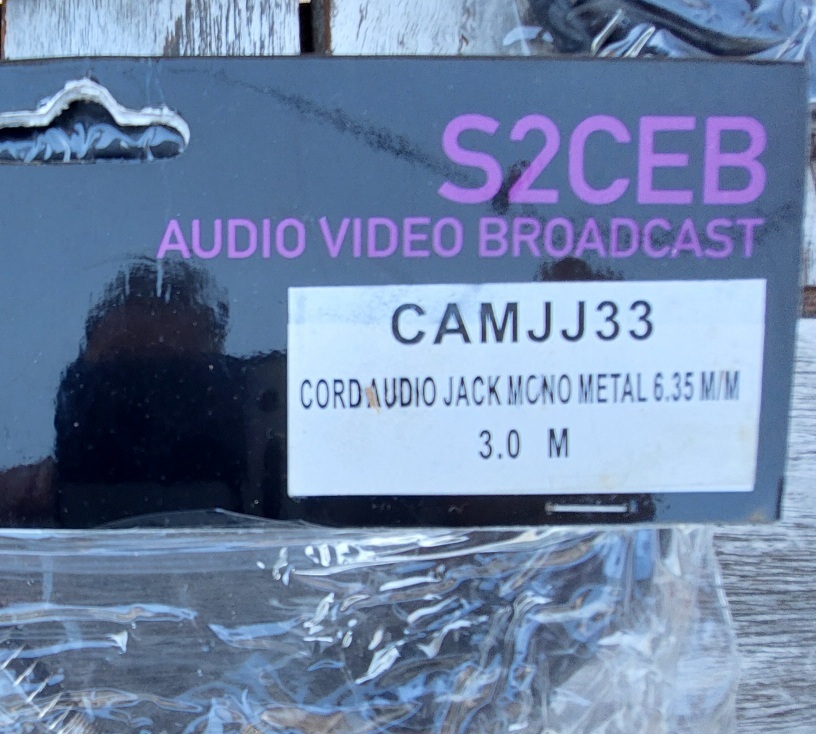 S2CEB
AUDIO VIDEO BROADCAST
CAMJJ33
CORD AUDIO JACK MONO METAL 6.35 M/M
3.0 M